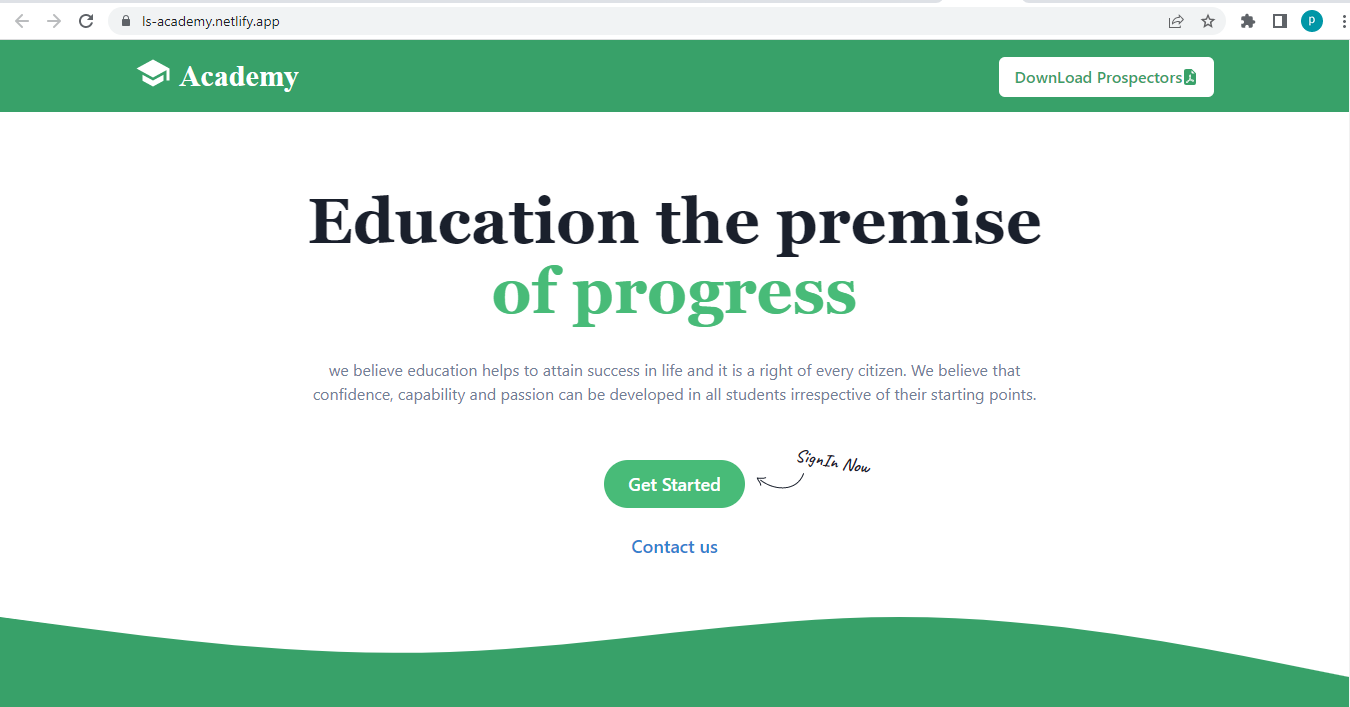 ls-academy.netlify.app
P
Academy
DownLoad Prospectors
Education the premise
of progress
we believe education helps to attain success in life and it is a right of every citizen. We believe that
confidence, capability and passion can be developed in all students irrespective of their starting points.
SignIn Now
Get Started
Contact us